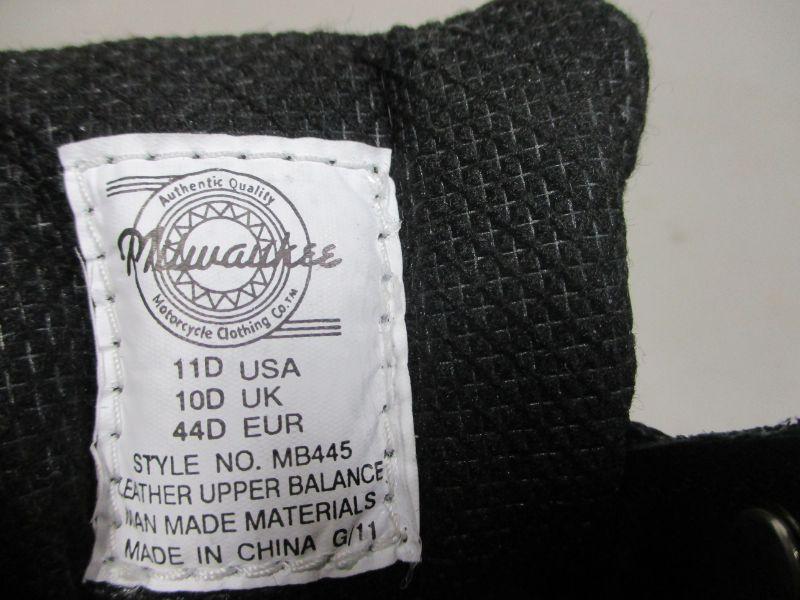 Authentic Quality
Milwaukee
Motorcycle Clothing Co.™
11D USA
10D UK
44D EUR
STYLE NO. MB445
LEATHER UPPER BALANCE
MAN MADE MATERIALS
MADE IN CHINA G/11